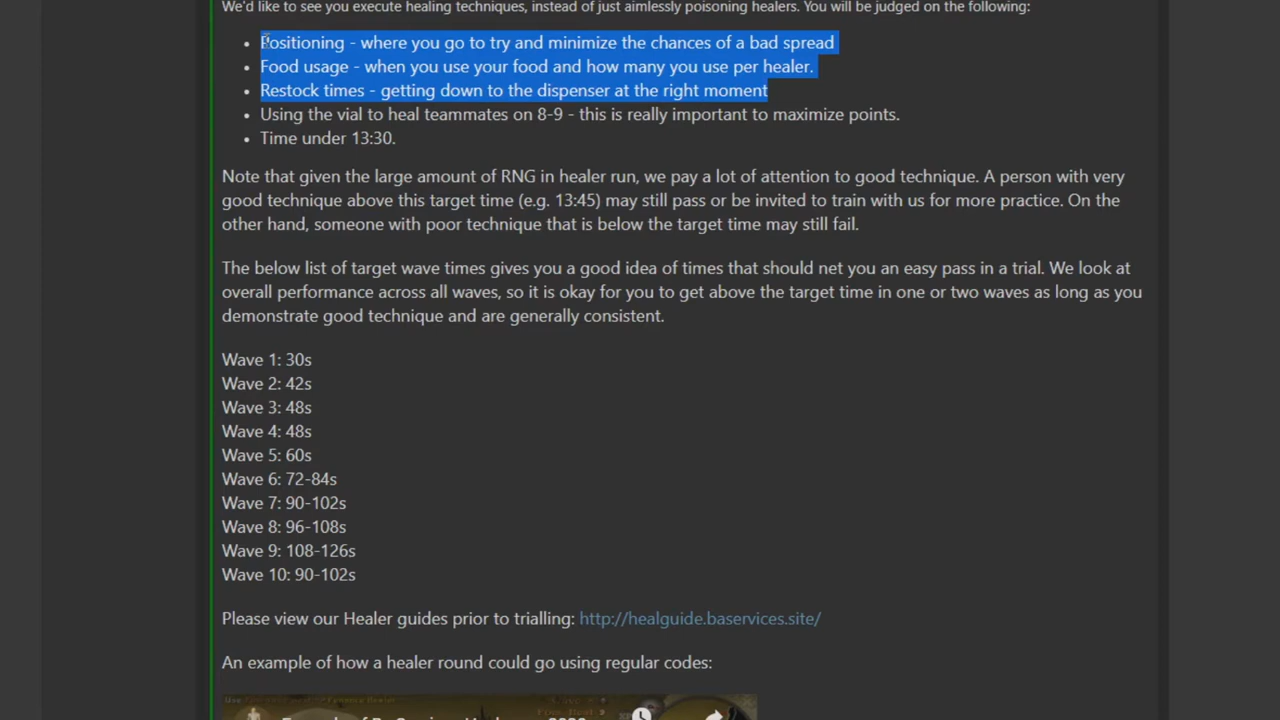 We'd like to see you execute healing techniques, instead of just aimlessly poisoning healers. You will be judged on the following:
Positioning - where you go to try and minimize the chances of a bad spread
Food usage - when you use your food and how many you use per healer.
Restock times - getting down to the dispenser at the right moment
Using the vial to heal teammates on 8-9 - this is really important to maximize points.
Time under 13:30.
Note that given the large amount of RNG in healer run, we pay a lot of attention to good technique. A person with very
good technique above this target time (e.g. 13:45) may still pass or be invited to train with us for more practice. On the
other hand, someone with poor technique that is below the target time may still fail.
The below list of target wave times gives you a good idea of times that should net you an easy pass in a trial. We look at
overall performance across all waves, so it is okay for you to get above the target time in one or two waves as long as you
demonstrate good technique and are generally consistent.
Wave 1: 30s
Wave 2: 42s
Wave 3: 48s
Wave 4: 48s
Wave 5: 60s
Wave 6: 72-84s
Wave 7: 90-102s
Wave 8: 96-108s
Wave 9: 108-126s
Wave 10: 90-102s
Please view our Healer guides prior to trialling: http://healguide.baservices.site/
An example of how a healer round could go using regular codes: